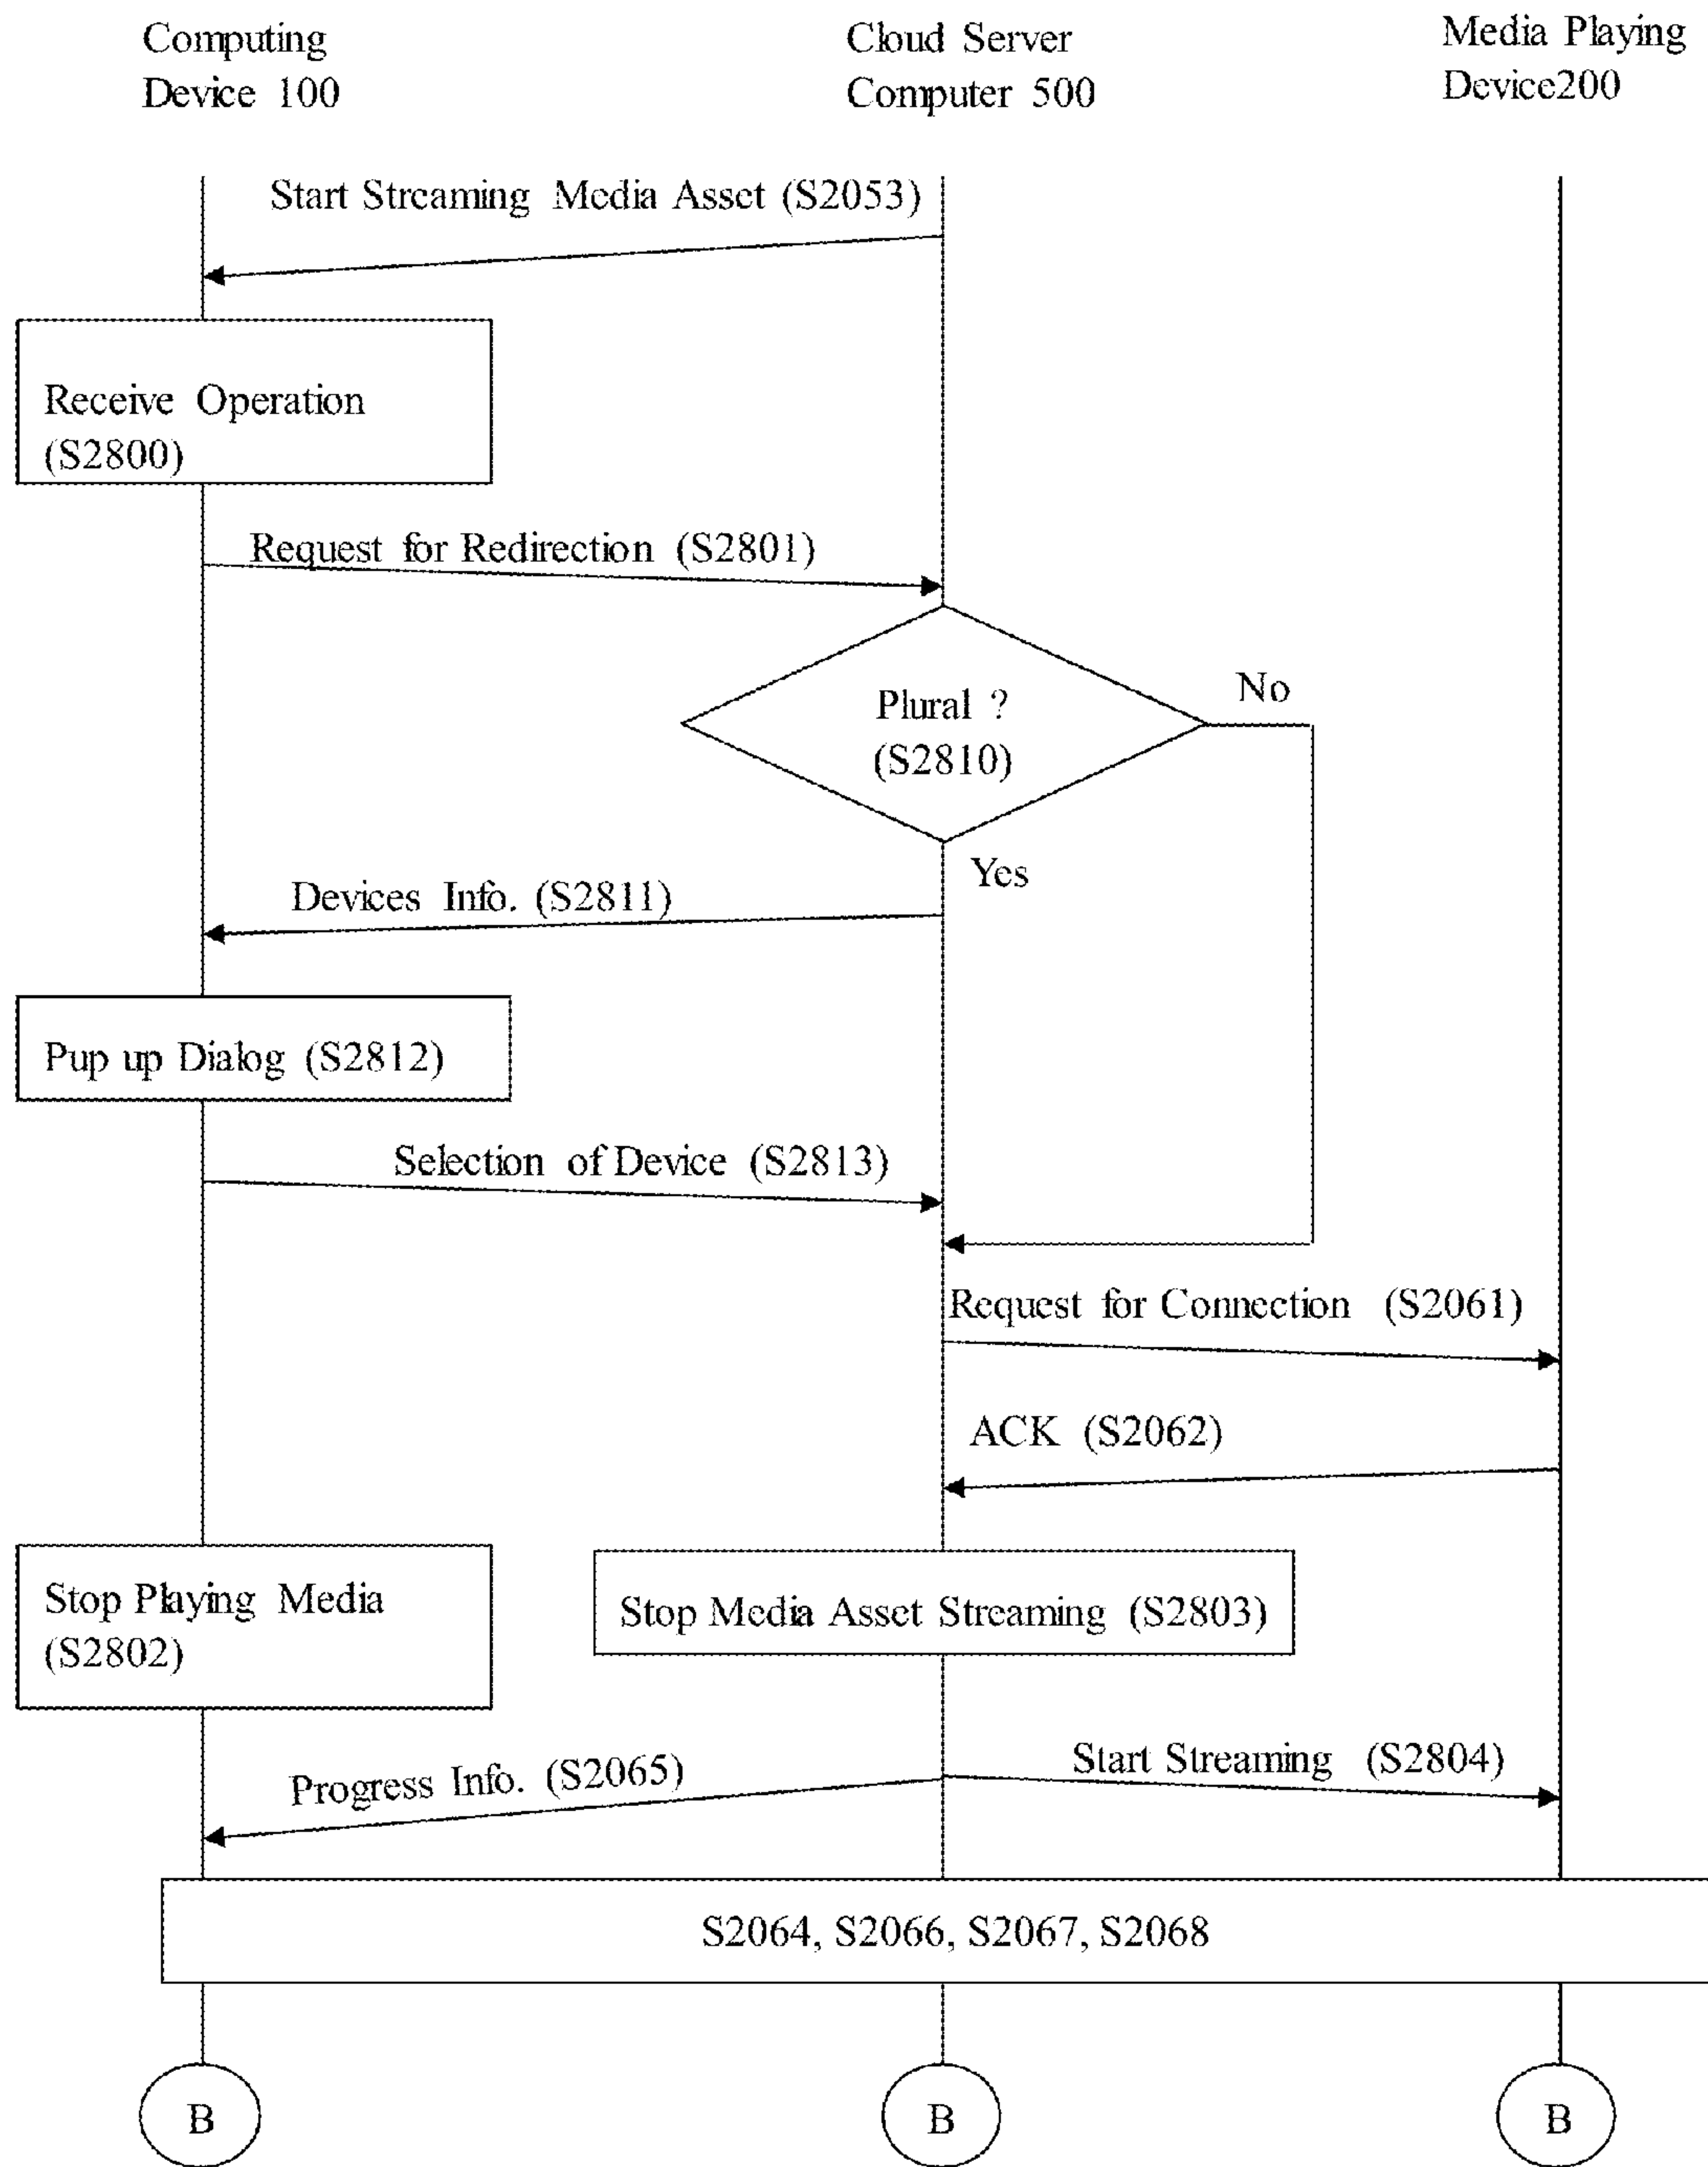 Computing
Device 100
Cloud Server
Computer 500
Media Playing
Device200
Start Streaming Media Asset (S2053)
Receive Operation
(S2800)
Request for Redirection (S2801)
Plural ?
(S2810)
No
Yes
Devices Info. (S2811)
Pup up Dialog (S2812)
Selection of Device (S2813)
Request for Connection (S2061)
ACK (S2062)
Stop Playing Media
(S2802)
Stop Media Asset Streaming (S2803)
Progress Info. (S2065)
Start Streaming (S2804)
S2064, S2066, S2067, S2068
B
B
B